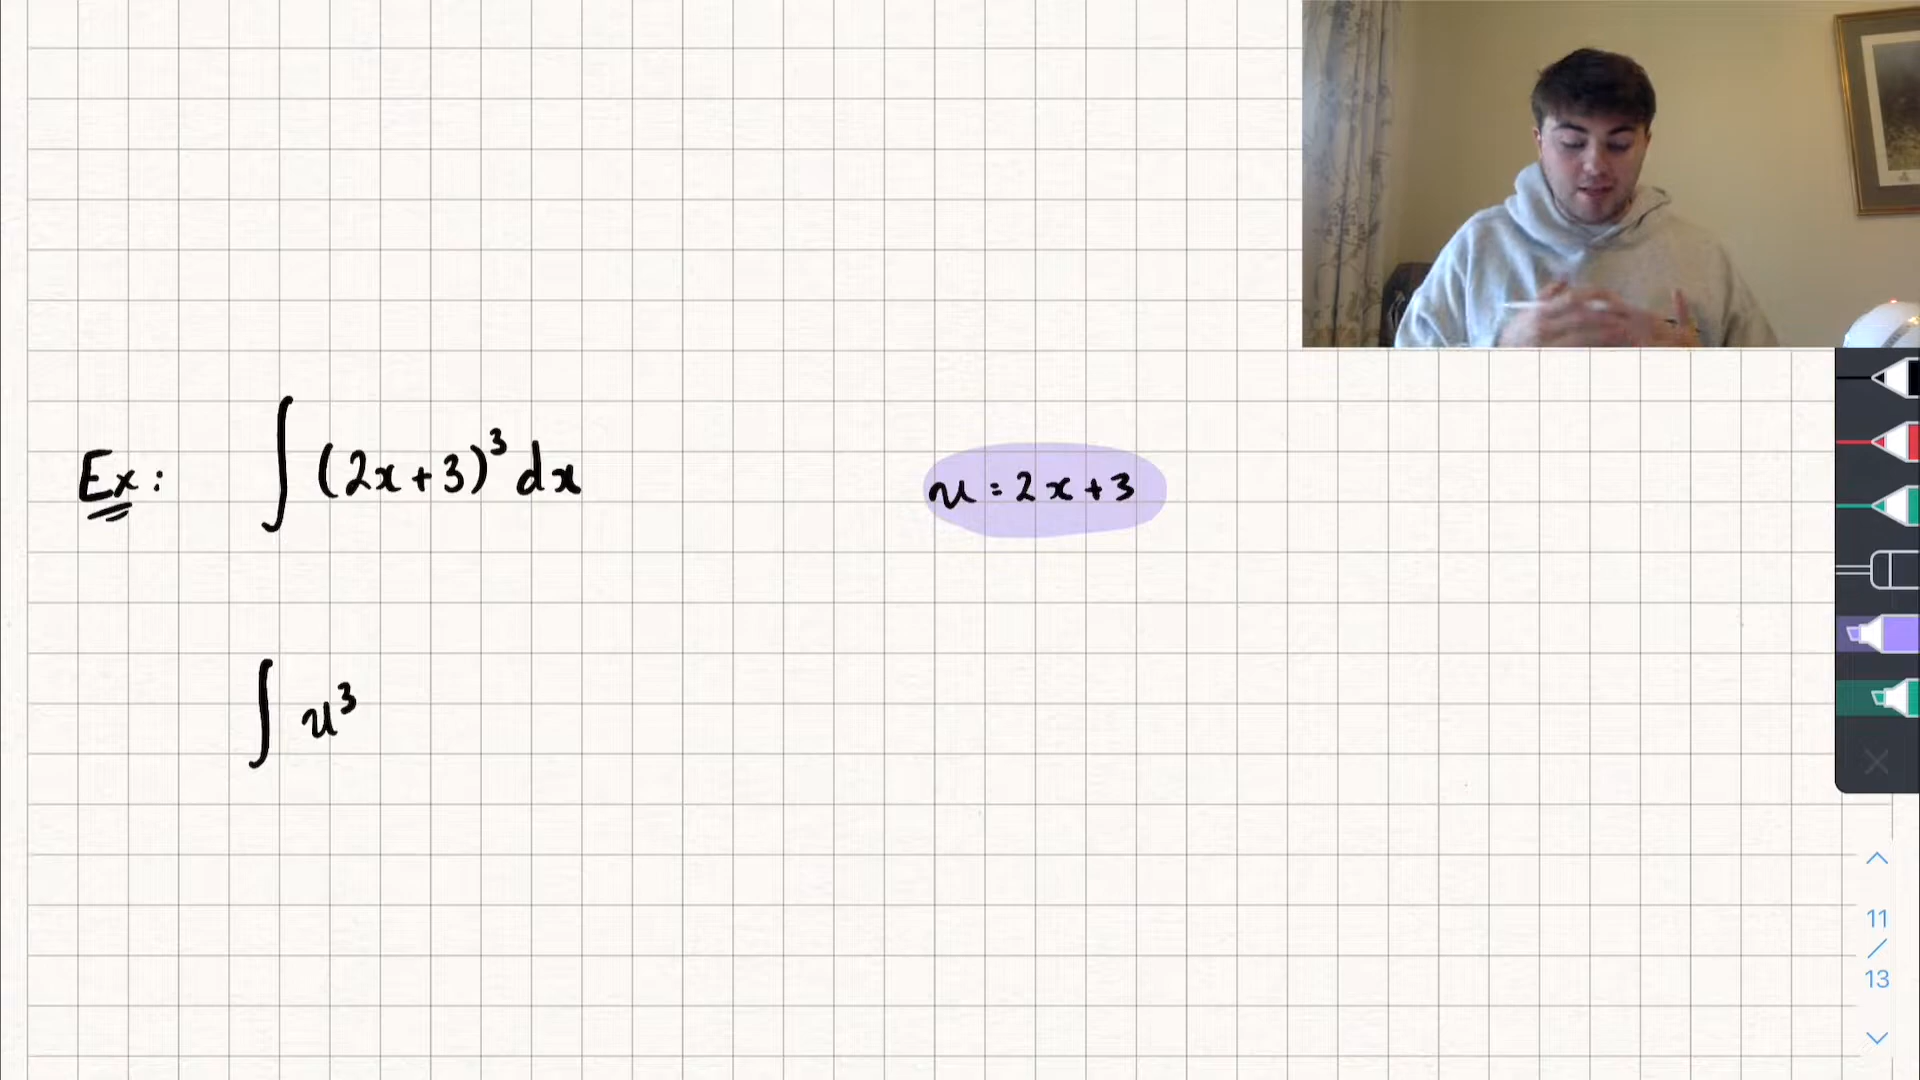 Ex: ∫ (2x+3)³ dx
u = 2x+3
∫ u³
11
/
13